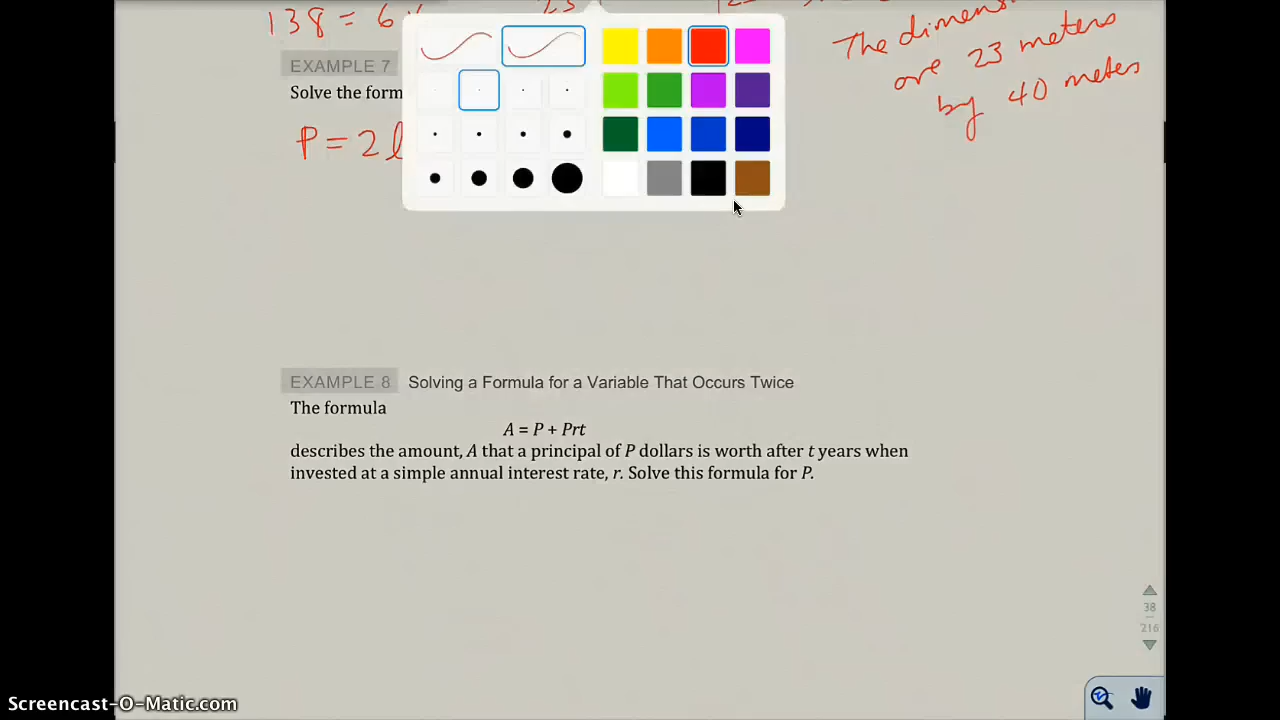 138 = 6
The dimens
are 23 meters
by 40 meters
EXAMPLE 7
Solve the form
P = 2l
EXAMPLE 8 Solving a Formula for a Variable That Occurs Twice
The formula
A = P + Prt
describes the amount, A that a principal of P dollars is worth after t years when
invested at a simple annual interest rate, r. Solve this formula for P.
38
216
Screencast-O-Matic.com